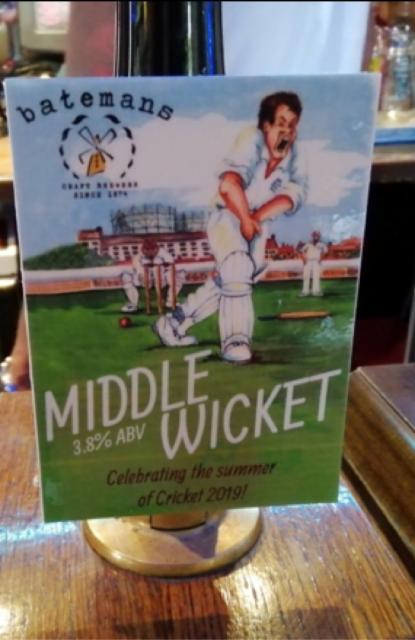 batemans
CRAFT BREWERS
SINCE 1874
MIDDLE
WICKET
3.8% ABV
Celebrating the summer
of Cricket 2019!